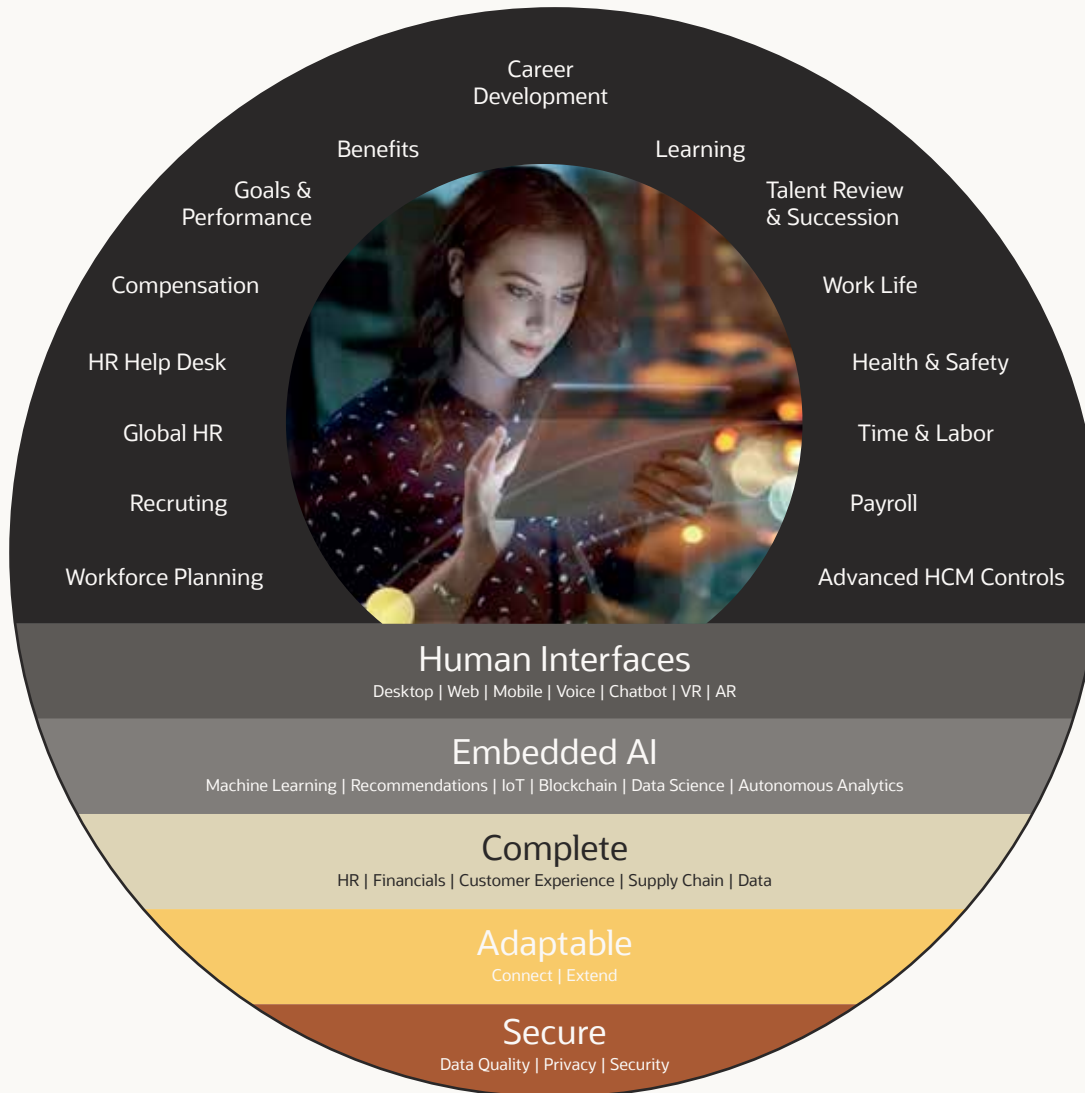 Career
Development
Benefits
Learning
Goals &
Performance
Talent Review
& Succession
Compensation
Work Life
HR Help Desk
Health & Safety
Global HR
Time & Labor
Recruting
Payroll
Workforce Planning
Advanced HCM Controls
Human Interfaces
Desktop | Web | Mobile | Voice | Chatbot | VR | AR
Embedded AI
Machine Learning | Recommendations | IoT | Blockchain | Data Science | Autonomous Analytics
Complete
HR | Financials | Customer Experience | Supply Chain | Data
Adaptable
Connect | Extend
Secure
Data Quality | Privacy | Security